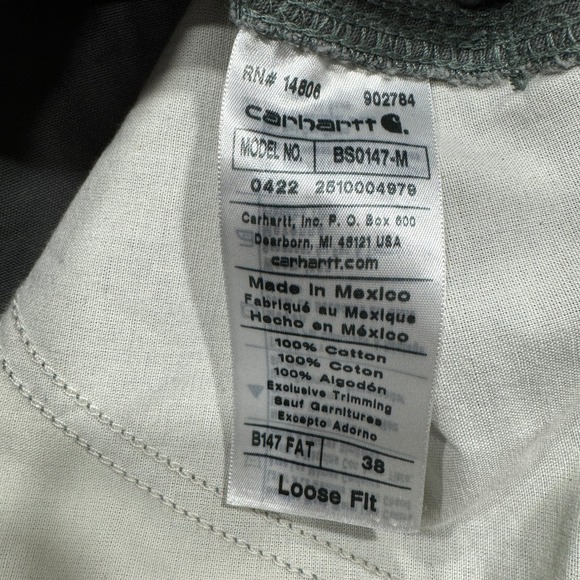 RN# 14806 902784
carhartt
MODEL NO. BS0147-M
0422 2510004979
Carhartt, Inc. P. O. Box 600
Dearborn, MI 48121 USA
carhartt.com
Made in Mexico
Fabriqué au Mexique
Hecho en México
100% Cotton
100% Coton
100% Algodón
Exclusive Trimming
Sauf Garnitures
Excepto Adorno
B147 FAT 38
Loose Fit